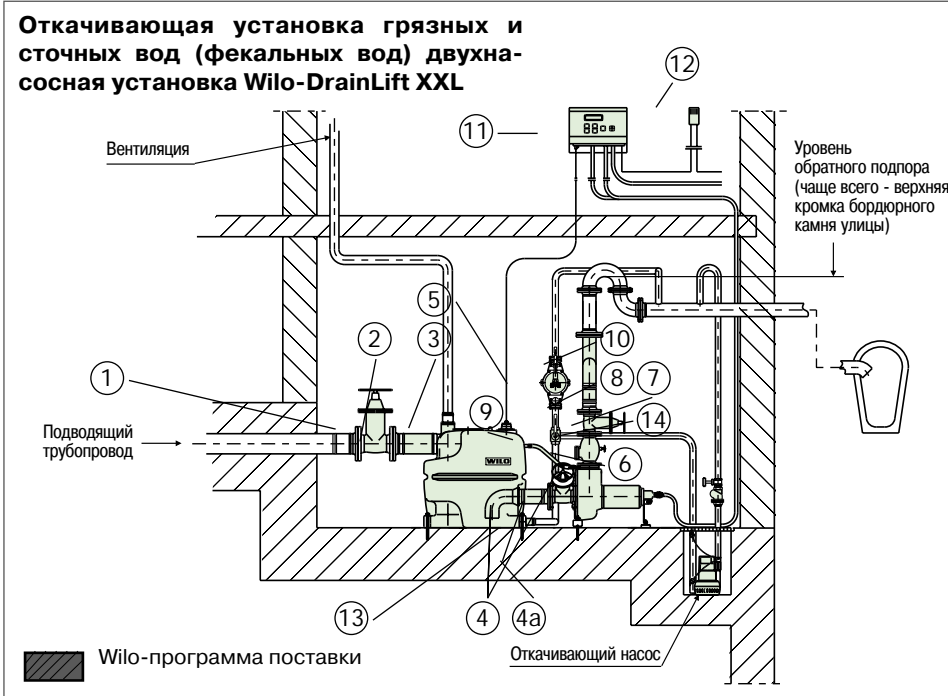 Откачивающая установка грязных и
сточных вод (фекальных вод) двухна-
сосная установка Wilo-DrainLift XXL
12
11
Вентиляция
Уровень
обратного подпора
(чаще всего - верхняя
кромка бордюрного
камня улицы)
5
2
3
10
1
8
7
9
14
Подводящий
трубопровод
WILO
6
13
4
4a
Откачивающий насос
Wilo-программа поставки